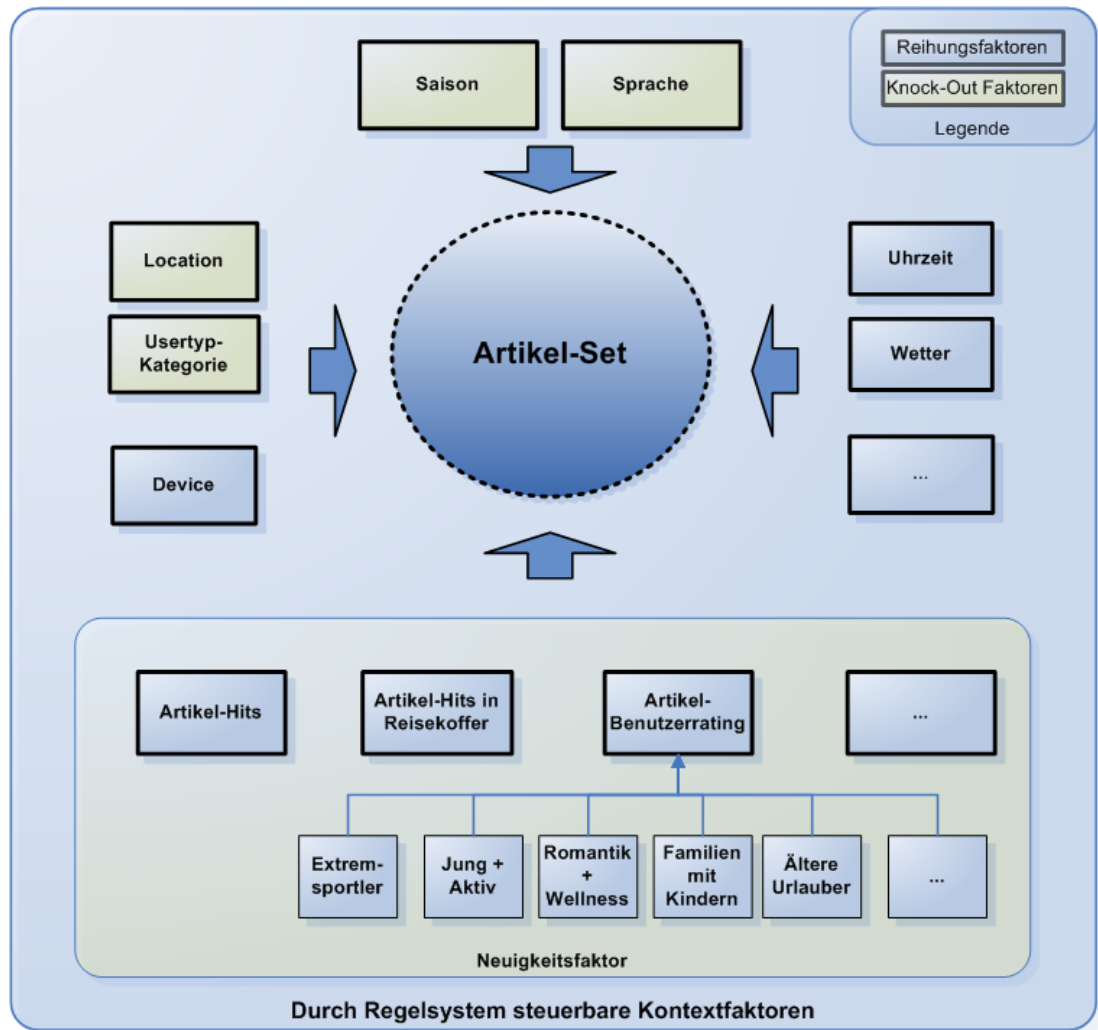 Reihungsfaktoren
Knock-Out Faktoren
Legende
Saison
Sprache
Location
Usertyp-
Kategorie
Device
Artikel-Set
Uhrzeit
Wetter
...
Artikel-Hits
Artikel-Hits in
Reisekoffer
Artikel-
Benutzerrating
...
Extrem-
sportler
Jung +
Aktiv
Romantik
+
Wellness
Familien
mit
Kindern
Ältere
Urlauber
...
Neuigkeitsfaktor
Durch Regelsystem steuerbare Kontextfaktoren